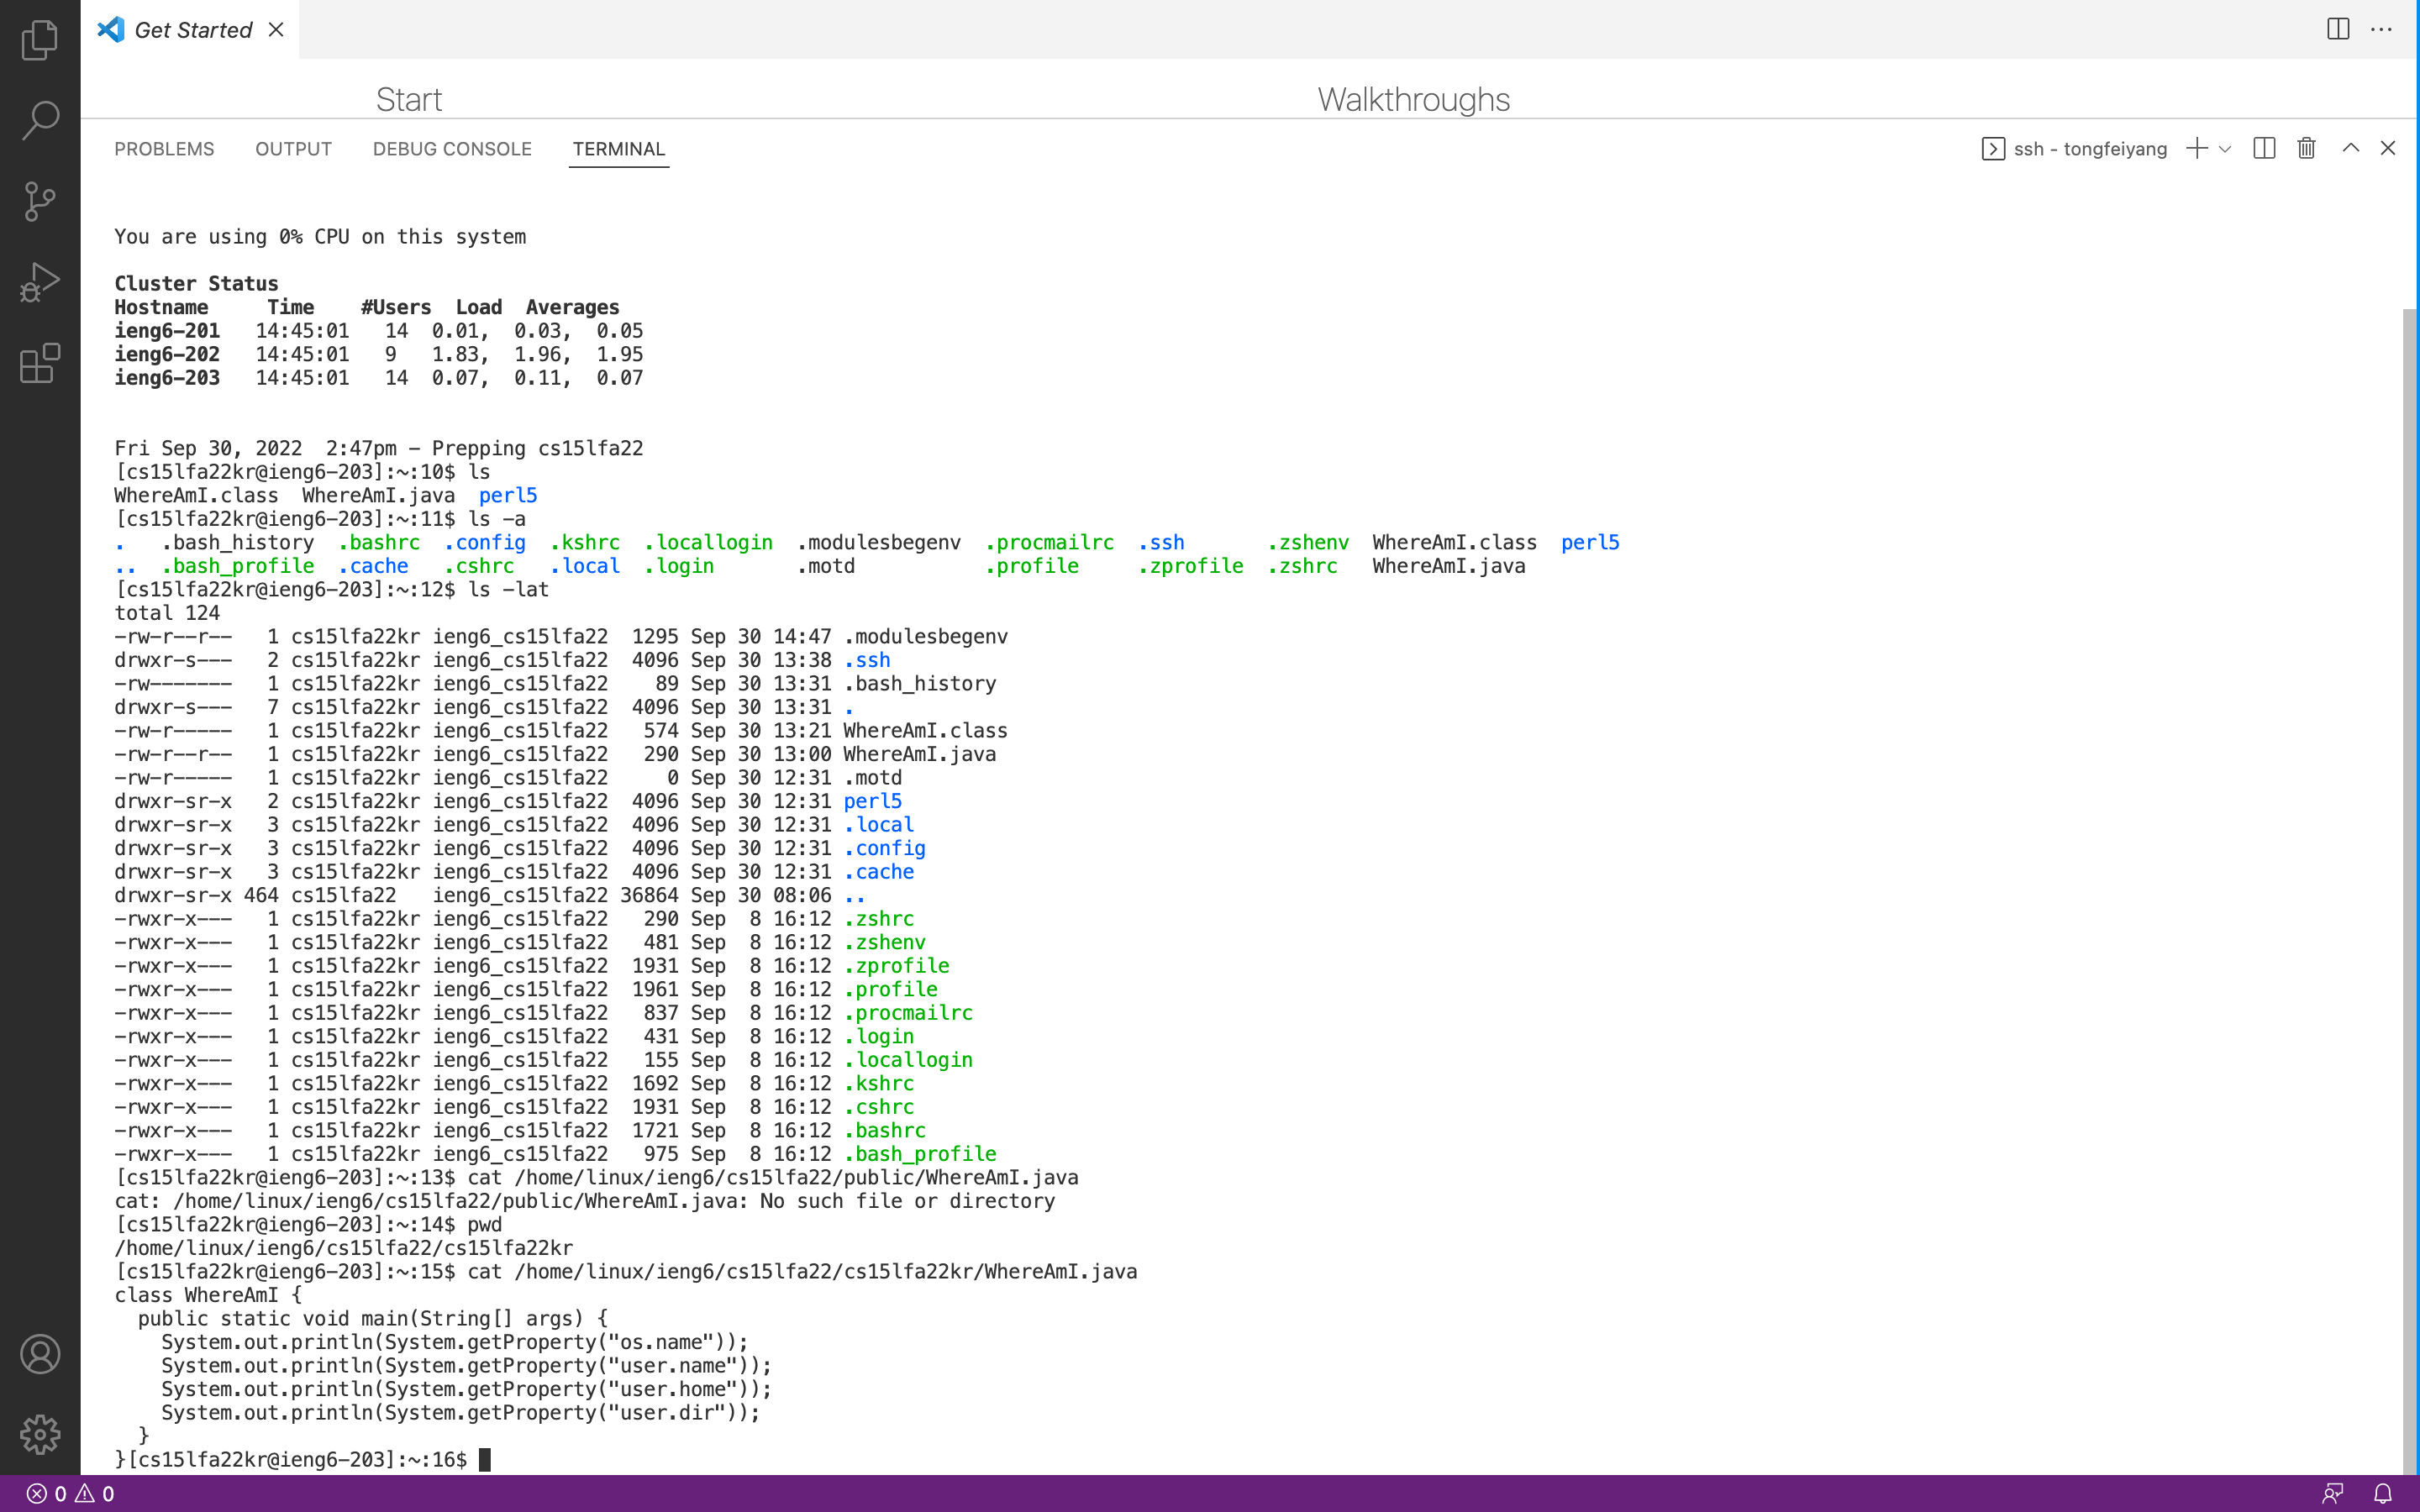 Get Started
Start
Walkthroughs
PROBLEMS OUTPUT DEBUG CONSOLE TERMINAL
ssh - tongfeiyang
You are using 0% CPU on this system
Cluster Status
Hostname     Time    #Users  Load  Averages
ieng6-201   14:45:01   14  0.01,  0.03,  0.05
ieng6-202   14:45:01   9   1.83,  1.96,  1.95
ieng6-203   14:45:01   14  0.07,  0.11,  0.07
Fri Sep 30, 2022  2:47pm - Prepping cs15lfa22
[cs15lfa22kr@ieng6-203]:~:10$ ls
WhereAmI.class  WhereAmI.java  perl5
[cs15lfa22kr@ieng6-203]:~:11$ ls -a
.   .bash_history  .bashrc  .config  .kshrc  .locallogin  .modulesbegenv  .procmailrc  .ssh       .zshenv  WhereAmI.class  perl5
..  .bash_profile  .cache   .cshrc   .local  .login       .motd           .profile     .zprofile  .zshrc   WhereAmI.java
[cs15lfa22kr@ieng6-203]:~:12$ ls -lat
total 124
-rw-r--r--   1 cs15lfa22kr ieng6_cs15lfa22  1295 Sep 30 14:47 .modulesbegenv
drwxr-s---   2 cs15lfa22kr ieng6_cs15lfa22  4096 Sep 30 13:38 .ssh
-rw-------   1 cs15lfa22kr ieng6_cs15lfa22    89 Sep 30 13:31 .bash_history
drwxr-s---   7 cs15lfa22kr ieng6_cs15lfa22  4096 Sep 30 13:31 .
-rw-r-----   1 cs15lfa22kr ieng6_cs15lfa22   574 Sep 30 13:21 WhereAmI.class
-rw-r--r--   1 cs15lfa22kr ieng6_cs15lfa22   290 Sep 30 13:00 WhereAmI.java
-rw-r-----   1 cs15lfa22kr ieng6_cs15lfa22     0 Sep 30 12:31 .motd
drwxr-sr-x   2 cs15lfa22kr ieng6_cs15lfa22  4096 Sep 30 12:31 perl5
drwxr-sr-x   3 cs15lfa22kr ieng6_cs15lfa22  4096 Sep 30 12:31 .local
drwxr-sr-x   3 cs15lfa22kr ieng6_cs15lfa22  4096 Sep 30 12:31 .config
drwxr-sr-x   3 cs15lfa22kr ieng6_cs15lfa22  4096 Sep 30 12:31 .cache
drwxr-sr-x 464 cs15lfa22   ieng6_cs15lfa22 36864 Sep 30 08:06 ..
-rwxr-x---   1 cs15lfa22kr ieng6_cs15lfa22   290 Sep  8 16:12 .zshrc
-rwxr-x---   1 cs15lfa22kr ieng6_cs15lfa22   481 Sep  8 16:12 .zshenv
-rwxr-x---   1 cs15lfa22kr ieng6_cs15lfa22  1931 Sep  8 16:12 .zprofile
-rwxr-x---   1 cs15lfa22kr ieng6_cs15lfa22  1961 Sep  8 16:12 .profile
-rwxr-x---   1 cs15lfa22kr ieng6_cs15lfa22   837 Sep  8 16:12 .procmailrc
-rwxr-x---   1 cs15lfa22kr ieng6_cs15lfa22   431 Sep  8 16:12 .login
-rwxr-x---   1 cs15lfa22kr ieng6_cs15lfa22   155 Sep  8 16:12 .locallogin
-rwxr-x---   1 cs15lfa22kr ieng6_cs15lfa22  1692 Sep  8 16:12 .kshrc
-rwxr-x---   1 cs15lfa22kr ieng6_cs15lfa22  1931 Sep  8 16:12 .cshrc
-rwxr-x---   1 cs15lfa22kr ieng6_cs15lfa22  1721 Sep  8 16:12 .bashrc
-rwxr-x---   1 cs15lfa22kr ieng6_cs15lfa22   975 Sep  8 16:12 .bash_profile
[cs15lfa22kr@ieng6-203]:~:13$ cat /home/linux/ieng6/cs15lfa22/public/WhereAmI.java
cat: /home/linux/ieng6/cs15lfa22/public/WhereAmI.java: No such file or directory
[cs15lfa22kr@ieng6-203]:~:14$ pwd
/home/linux/ieng6/cs15lfa22/cs15lfa22kr
[cs15lfa22kr@ieng6-203]:~:15$ cat /home/linux/ieng6/cs15lfa22/cs15lfa22kr/WhereAmI.java
class WhereAmI {
  public static void main(String[] args) {
    System.out.println(System.getProperty("os.name"));
    System.out.println(System.getProperty("user.name"));
    System.out.println(System.getProperty("user.home"));
    System.out.println(System.getProperty("user.dir"));
  }
}[cs15lfa22kr@ieng6-203]:~:16$
0 0